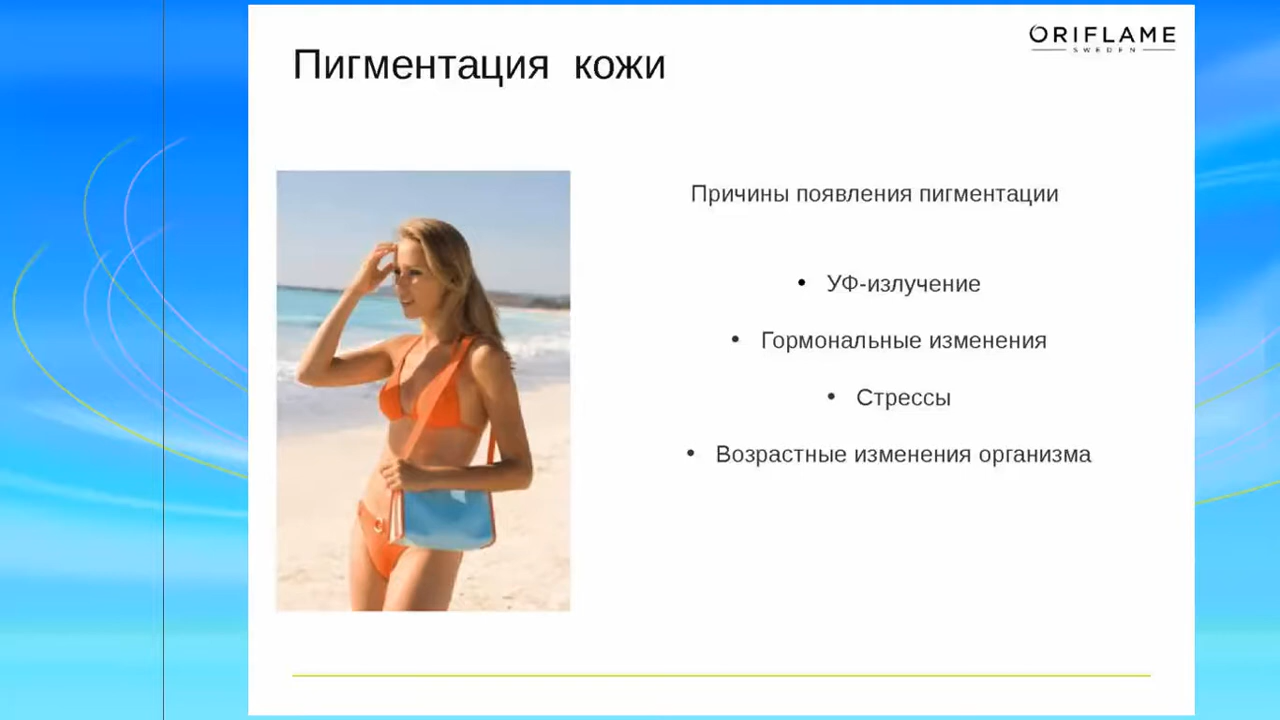 ORIFLAME
SWEDEN
Пигментация кожи
Причины появления пигментации
• УФ-излучение
• Гормональные изменения
• Стрессы
• Возрастные изменения организма